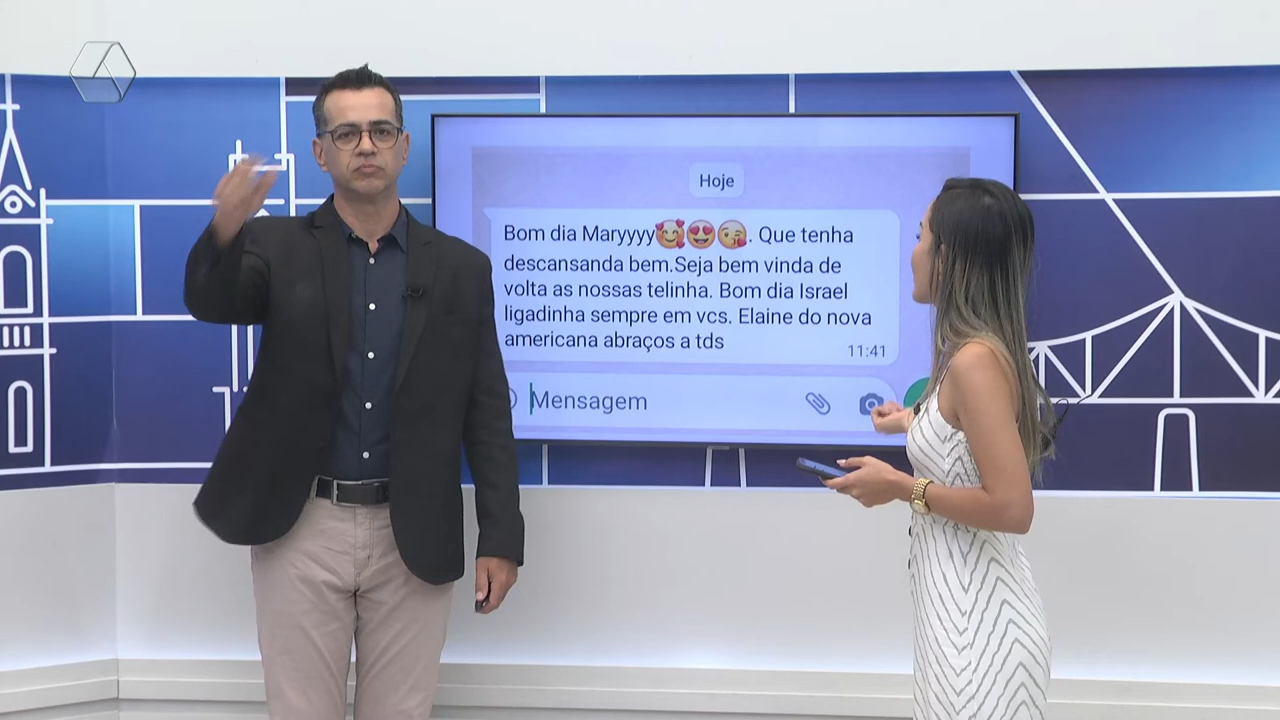 Hoje
Bom dia Maryyyy🥰😍😘. Que tenha
descansanda bem.Seja bem vinda de
volta as nossas telinha. Bom dia Israel
ligadinha sempre em vcs. Elaine do nova
americana abraços a tds
11:41
Mensagem